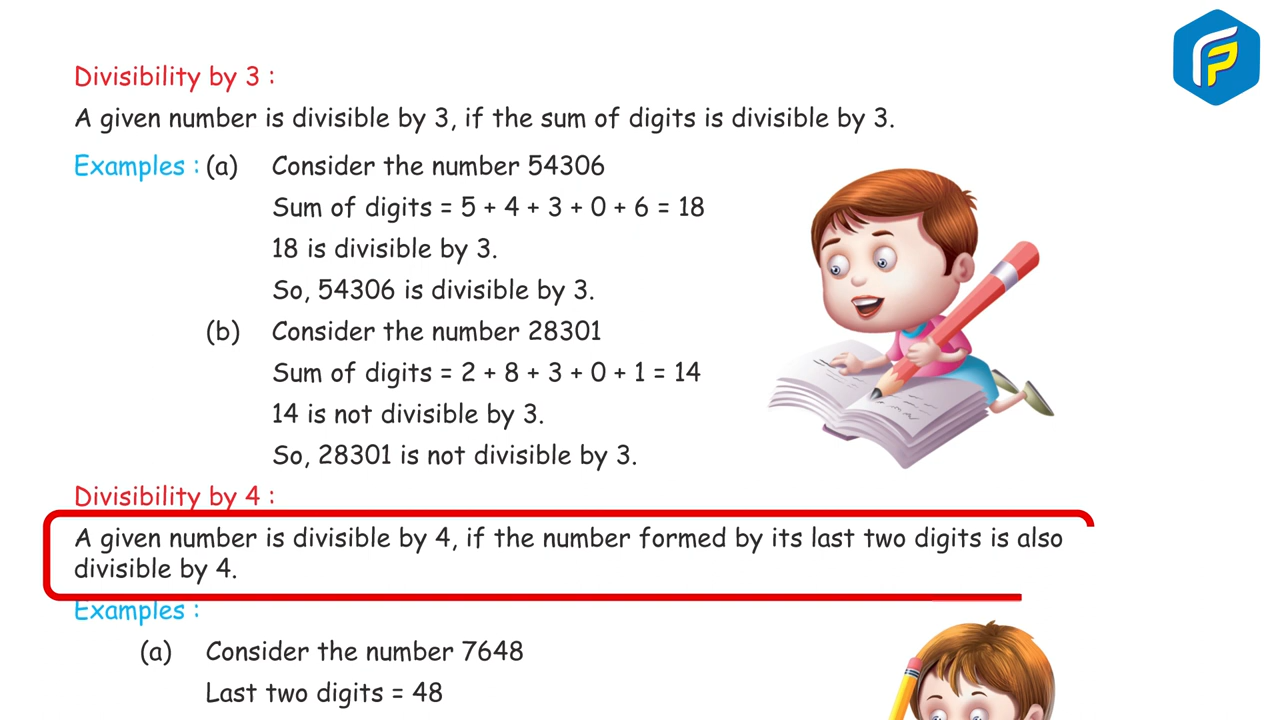 Divisibility by 3 :
A given number is divisible by 3, if the sum of digits is divisible by 3.
Examples : (a) Consider the number 54306
Sum of digits = 5 + 4 + 3 + 0 + 6 = 18
18 is divisible by 3.
So, 54306 is divisible by 3.
(b) Consider the number 28301
Sum of digits = 2 + 8 + 3 + 0 + 1 = 14
14 is not divisible by 3.
So, 28301 is not divisible by 3.
Divisibility by 4 :
A given number is divisible by 4, if the number formed by its last two digits is also
divisible by 4.
Examples :
(a) Consider the number 7648
Last two digits = 48